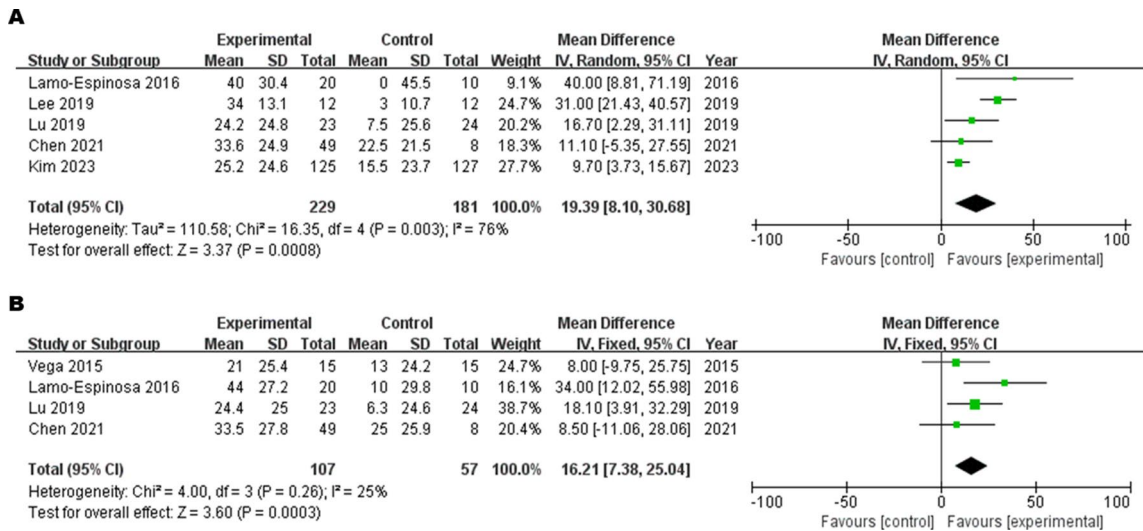 A
Experimental Control Mean Difference Mean Difference
Study or Subgroup Mean SD Total Mean SD Total Weight IV, Random, 95% CI Year IV, Random, 95% CI
Lamo-Espinosa 2016 40 30.4 20 0 45.5 10 9.1% 40.00 [8.81, 71.19] 2016
Lee 2019 34 13.1 12 3 10.7 12 24.7% 31.00 [21.43, 40.57] 2019
Lu 2019 24.2 24.8 23 7.5 25.6 24 20.2% 16.70 [2.29, 31.11] 2019
Chen 2021 33.6 24.9 49 22.5 21.5 8 18.3% 11.10 [-5.35, 27.55] 2021
Kim 2023 25.2 24.6 125 15.5 23.7 127 27.7% 9.70 [3.73, 15.67] 2023
Total (95% CI) 229 181 100.0% 19.39 [8.10, 30.68]
Heterogeneity: Tau² = 110.58; Chi² = 16.35, df = 4 (P = 0.003); I² = 76%
Test for overall effect: Z = 3.37 (P = 0.0008)
-100 -50 0 50 100
Favours [control] Favours [experimental]
B
Experimental Control Mean Difference Mean Difference
Study or Subgroup Mean SD Total Mean SD Total Weight IV, Fixed, 95% CI Year IV, Fixed, 95% CI
Vega 2015 21 25.4 15 13 24.2 15 24.7% 8.00 [-9.75, 25.75] 2015
Lamo-Espinosa 2016 44 27.2 20 10 29.8 10 16.1% 34.00 [12.02, 55.98] 2016
Lu 2019 24.4 25 23 6.3 24.6 24 38.7% 18.10 [3.91, 32.29] 2019
Chen 2021 33.5 27.8 49 25 25.9 8 20.4% 8.50 [-11.06, 28.06] 2021
Total (95% CI) 107 57 100.0% 16.21 [7.38, 25.04]
Heterogeneity: Chi² = 4.00, df = 3 (P = 0.26); I² = 25%
Test for overall effect: Z = 3.60 (P = 0.0003)
-100 -50 0 50 100
Favours [control] Favours [experimental]